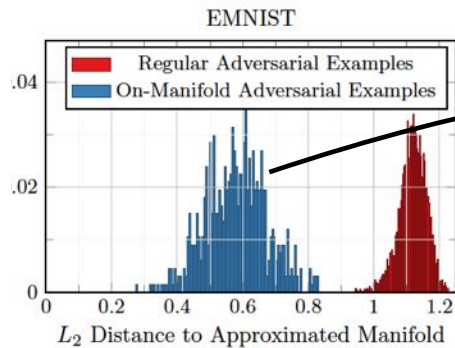 EMNIST
Regular Adversarial Examples
On-Manifold Adversarial Examples
.04
.02
0
0 0.2 0.4 0.6 0.8 1 1.2
L₂ Distance to Approximated Manifold